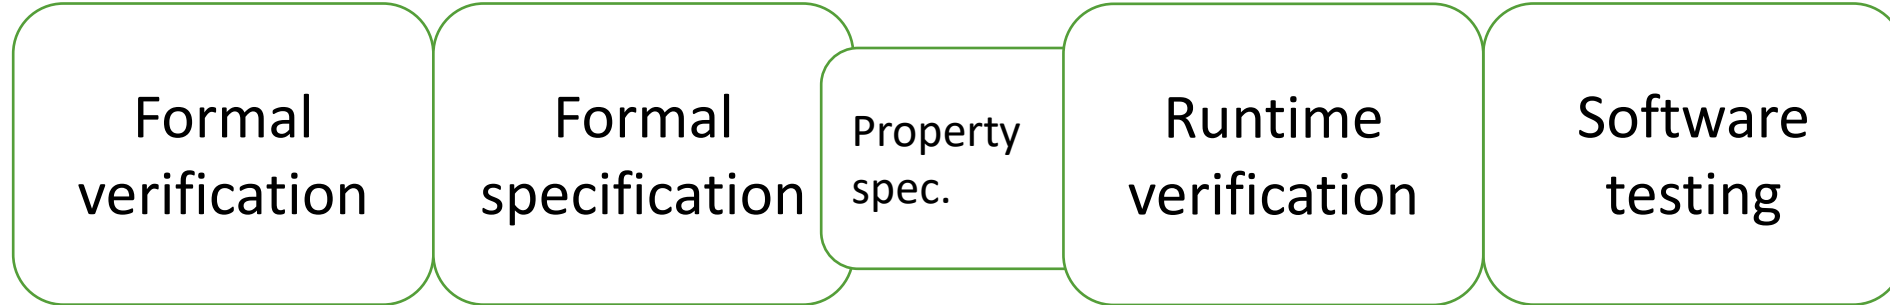 Formal
verification
Formal
specification
Property
spec.
Runtime
verification
Software
testing